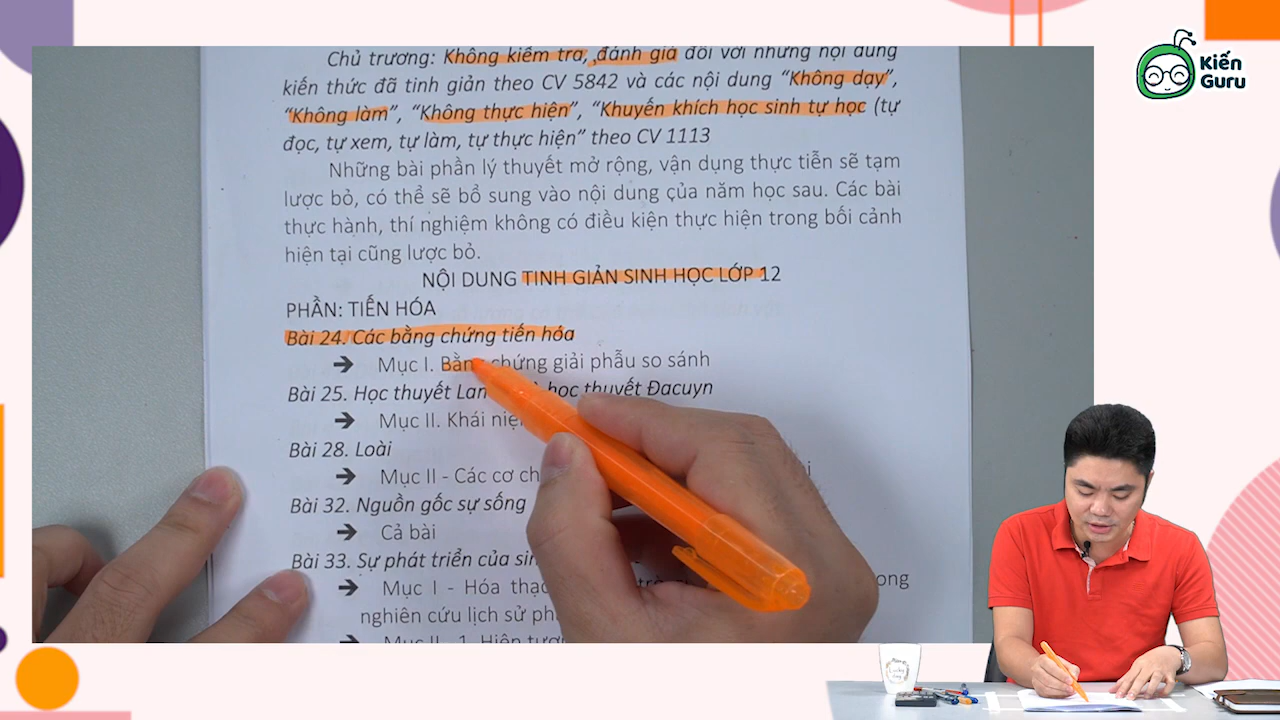 Chủ trương: Không kiểm tra, đánh giá đối với những nội dung
kiến thức đã tinh giản theo CV 5842 và các nội dung “Không dạy”,
“Không làm”, “Không thực hiện”, “Khuyến khích học sinh tự học (tự
đọc, tự xem, tự làm, tự thực hiện” theo CV 1113
Những bài phần lý thuyết mở rộng, vận dụng thực tiễn sẽ tạm
lược bỏ, có thể sẽ bổ sung vào nội dung của năm học sau. Các bài
thực hành, thí nghiệm không có điều kiện thực hiện trong bối cảnh
hiện tại cũng lược bỏ.
NỘI DUNG TINH GIẢN SINH HỌC LỚP 12
PHẦN: TIẾN HÓA
Bài 24. Các bằng chứng tiến hóa
➔ Mục I. Bằng chứng giải phẫu so sánh
Bài 25. Học thuyết học thuyết Đacuyn
➔ Mục II. Khái
Bài 28. Loài
➔ Mục II - Các cơ
Bài 32. Nguồn gốc sự sống
➔ Cả bài
Bài 33. Sự phát triển của
➔ Mục I - Hóa
nghiên cứu lịch sử
➔ Mục II. 1. Hiện
Kiến
Guru